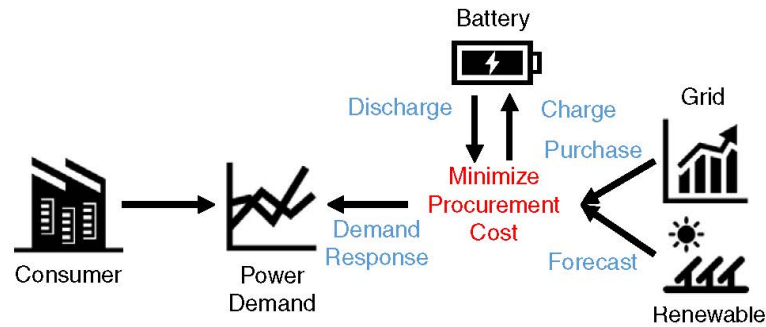 Battery
Discharge
Charge
Grid
Purchase
Minimize
Procurement
Cost
Demand
Response
Forecast
Consumer
Power
Demand
Renewable